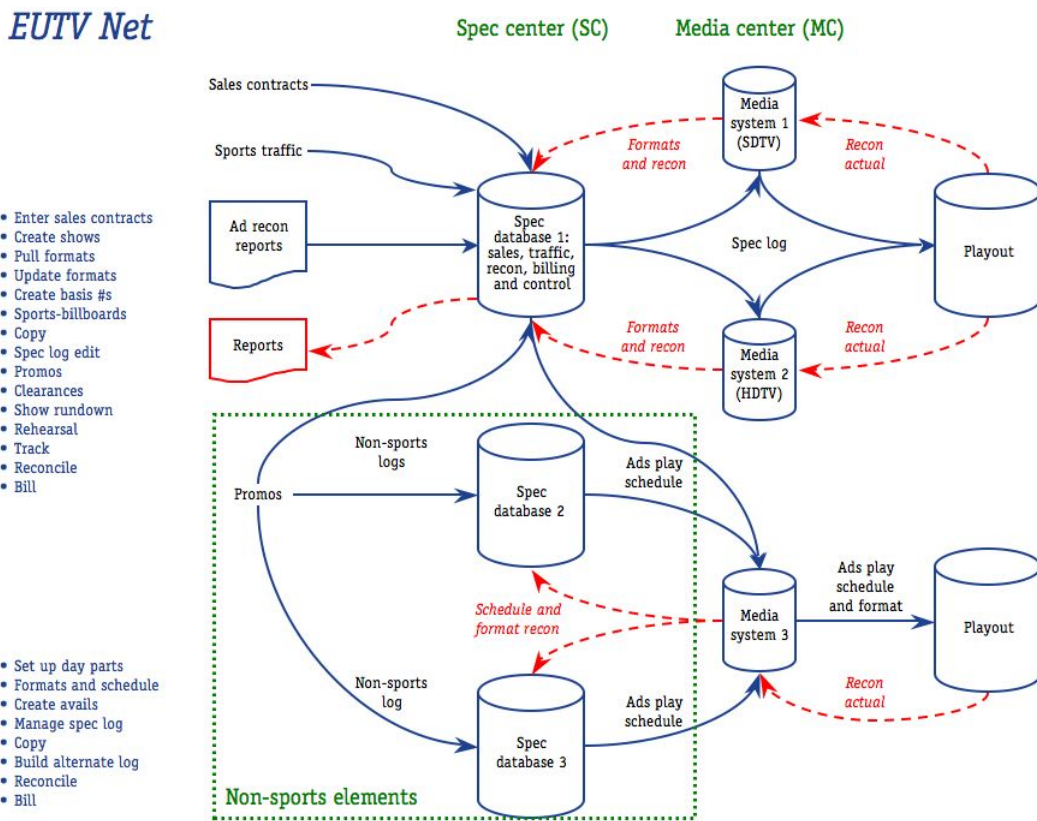 EUTV Net
Spec center (SC)
Media center (MC)
Sales contracts
Sports traffic
Ad recon
reports
Reports
• Enter sales contracts
• Create shows
• Pull formats
• Update formats
• Create basis #s
• Sports-billboards
• Copy
• Spec log edit
• Promos
• Clearances
• Show rundown
• Rehearsal
• Track
• Reconcile
• Bill
Spec
database 1:
sales, traffic,
recon, billing
and control
Formats
and recon
Media
system 1
(SDTV)
Recon
actual
Spec log
Playout
Formats
and recon
Media
system 2
(HDTV)
Recon
actual
Non-sports
logs
Promos
Spec
database 2
Ads play
schedule
Schedule and
format recon
Media
system 3
Ads play
schedule
and format
Playout
Recon
actual
Non-sports
log
Spec
database 3
Ads play
schedule
Non-sports elements
• Set up day parts
• Formats and schedule
• Create avails
• Manage spec log
• Copy
• Build alternate log
• Reconcile
• Bill